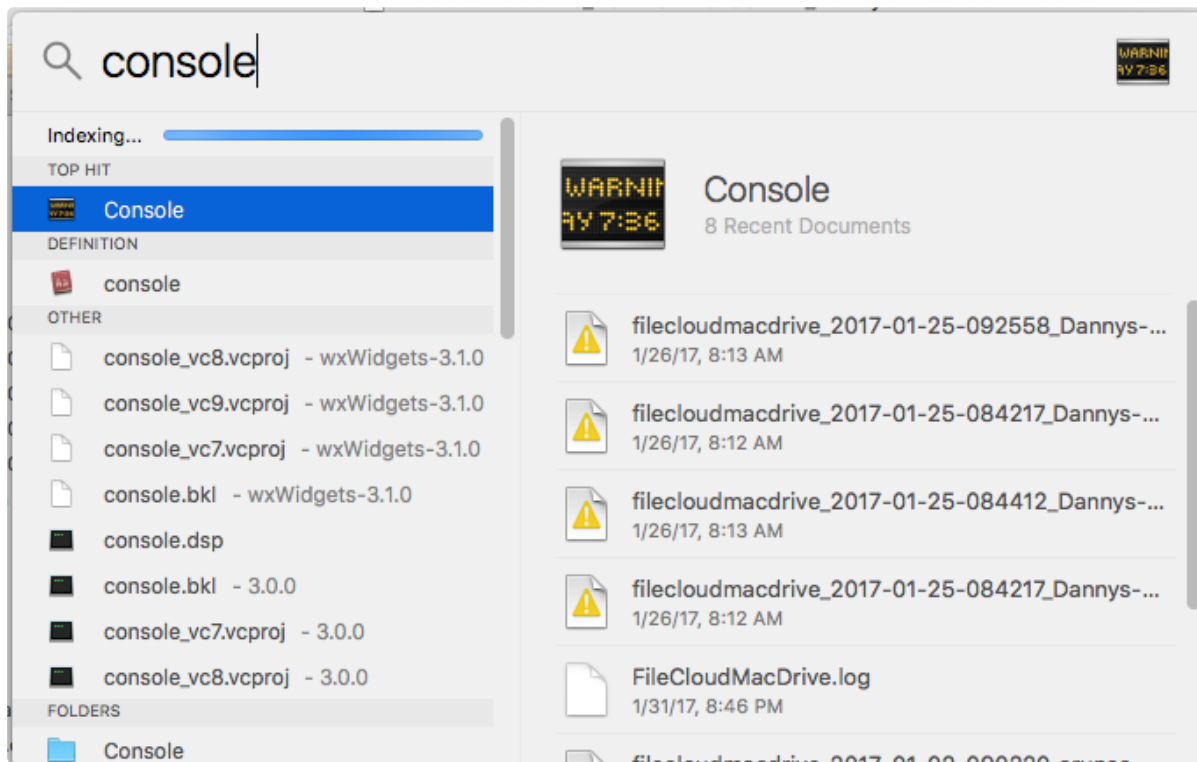 console
WARNIN
AY 7:36
Indexing...
TOP HIT
Console
DEFINITION
console
OTHER
console_vc8.vcproj - wxWidgets-3.1.0
console_vc9.vcproj - wxWidgets-3.1.0
console_vc7.vcproj - wxWidgets-3.1.0
console.bkl - wxWidgets-3.1.0
console.dsp
console.bkl - 3.0.0
console_vc7.vcproj - 3.0.0
console_vc8.vcproj - 3.0.0
FOLDERS
Console
WARNIN
AY 7:36
Console
8 Recent Documents
filecloudmacdrive_2017-01-25-092558_Dannys-...
1/26/17, 8:13 AM
filecloudmacdrive_2017-01-25-084217_Dannys-...
1/26/17, 8:12 AM
filecloudmacdrive_2017-01-25-084412_Dannys-...
1/26/17, 8:13 AM
filecloudmacdrive_2017-01-25-084217_Dannys-...
1/26/17, 8:12 AM
FileCloudMacDrive.log
1/31/17, 8:46 PM